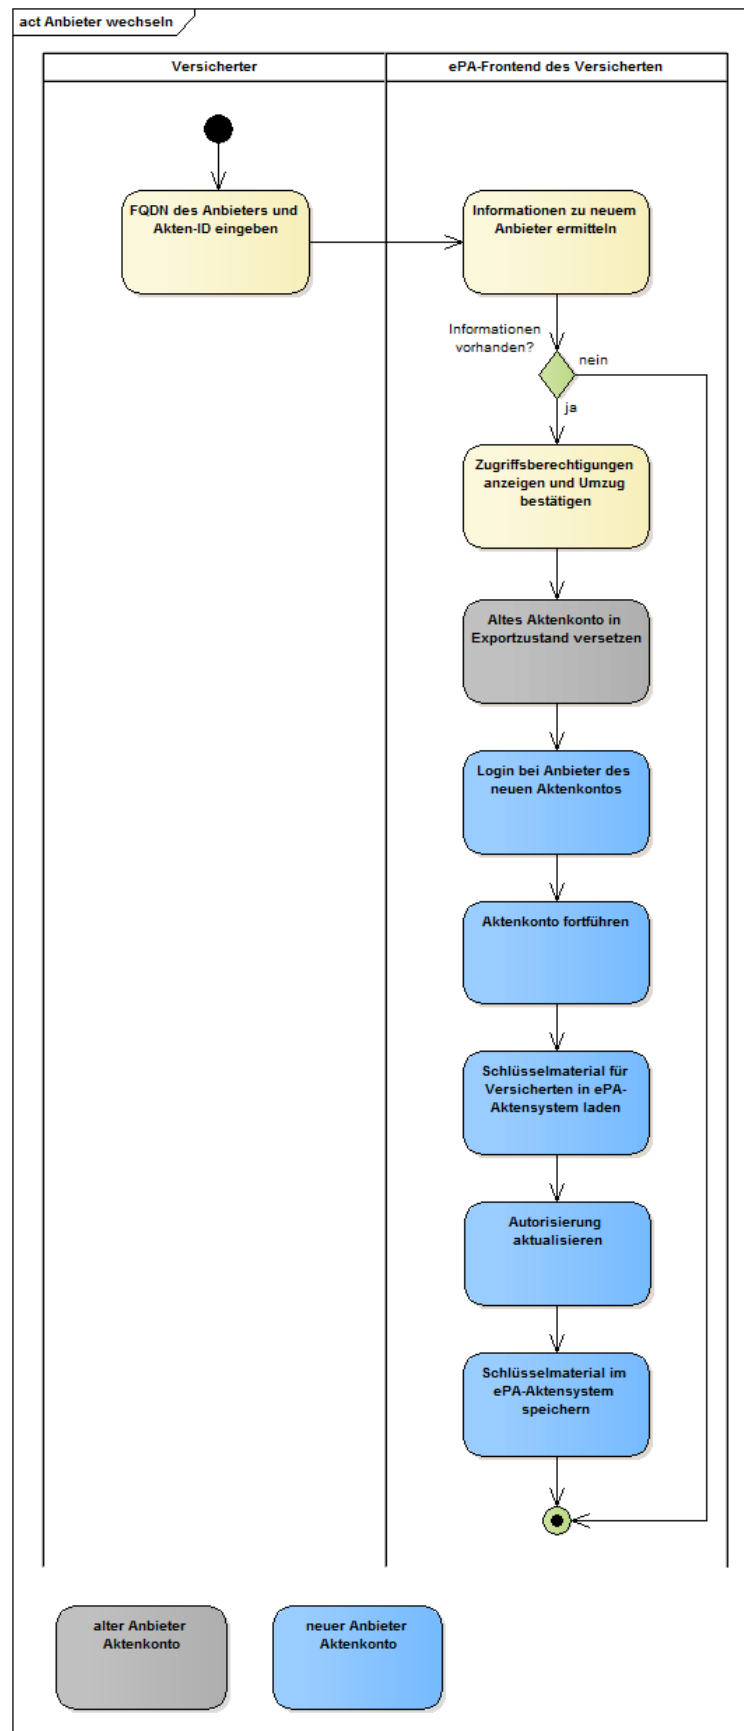 act Anbieter wechseln
Versicherter
ePA-Frontend des Versicherten
FQDN des Anbieters und
Akten-ID eingeben
Informationen zu neuem
Anbieter ermitteln
Informationen
vorhanden?
nein
ja
Zugriffsberechtigungen
anzeigen und Umzug
bestätigen
Altes Aktenkonto in
Exportzustand versetzen
Login bei Anbieter des
neuen Aktenkontos
Aktenkonto fortführen
Schlüsselmaterial für
Versicherten in ePA-
Aktensystem laden
Autorisierung
aktualisieren
Schlüsselmaterial im
ePA-Aktensystem
speichern
alter Anbieter
Aktenkonto
neuer Anbieter
Aktenkonto